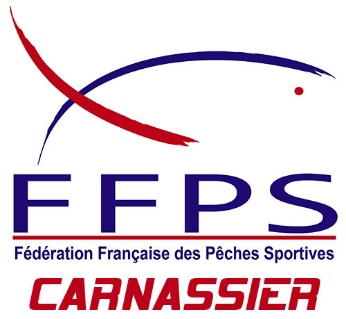 FFPS
Fédération Française des Pêches Sportives
CARNASSIER